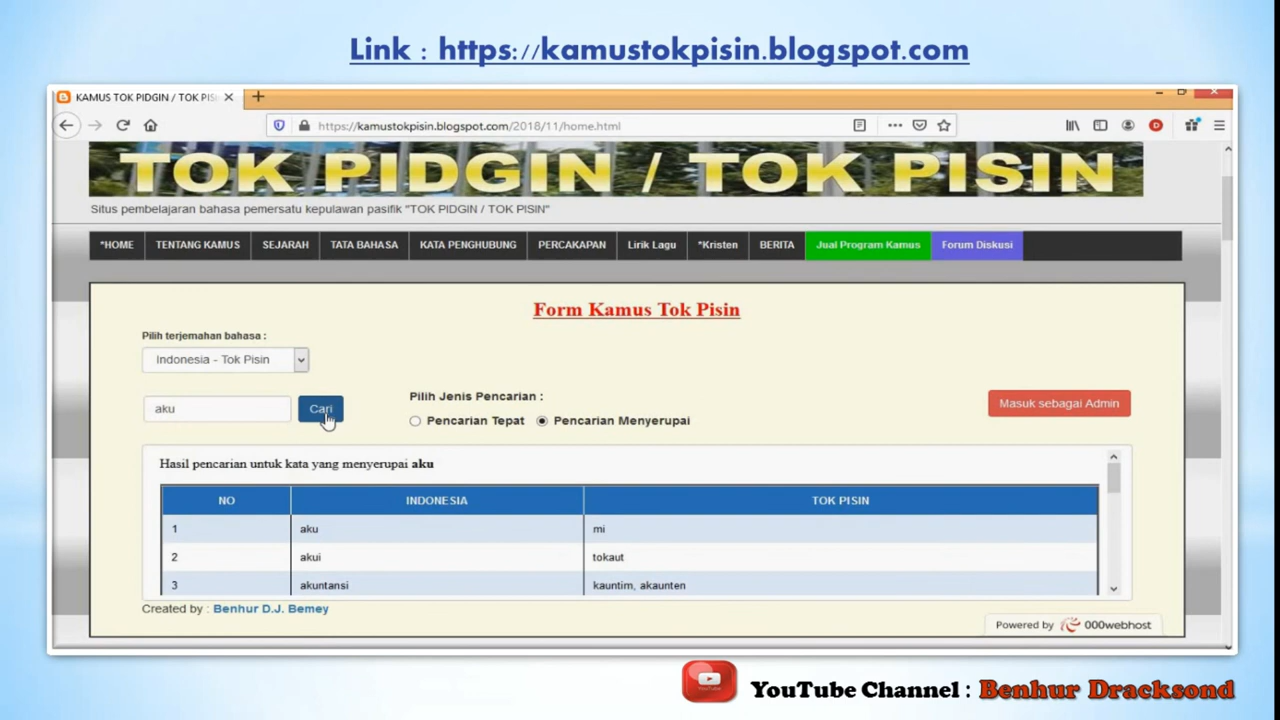 Link : https://kamustokpisin.blogspot.com
KAMUS TOK PIDGIN / TOK PIS
https://kamustokpisin.blogspot.com/2018/11/home.html
TOK PIDGIN / TOK PISIN
Situs pembelajaran bahasa pemersatu kepulawan pasifik "TOK PIDGIN / TOK PISIN"
*HOME TENTANG KAMUS SEJARAH TATA BAHASA KATA PENGHUBUNG PERCAKAPAN Lirik Lagu *Kristen BERITA Jual Program Kamus Forum Diskusi
Form Kamus Tok Pisin
Pilih terjemahan bahasa :
Indonesia - Tok Pisin
aku Cari
Pilih Jenis Pencarian :
Pencarian Tepat Pencarian Menyerupai
Masuk sebagai Admin
Hasil pencarian untuk kata yang menyerupai aku
NO INDONESIA TOK PISIN
1 aku mi
2 akui tokaut
3 akuntansi kauntim, akaunten
Created by : Benhur D.J. Bemey
Powered by 000webhost
YouTube Channel : Benhur Dracksond